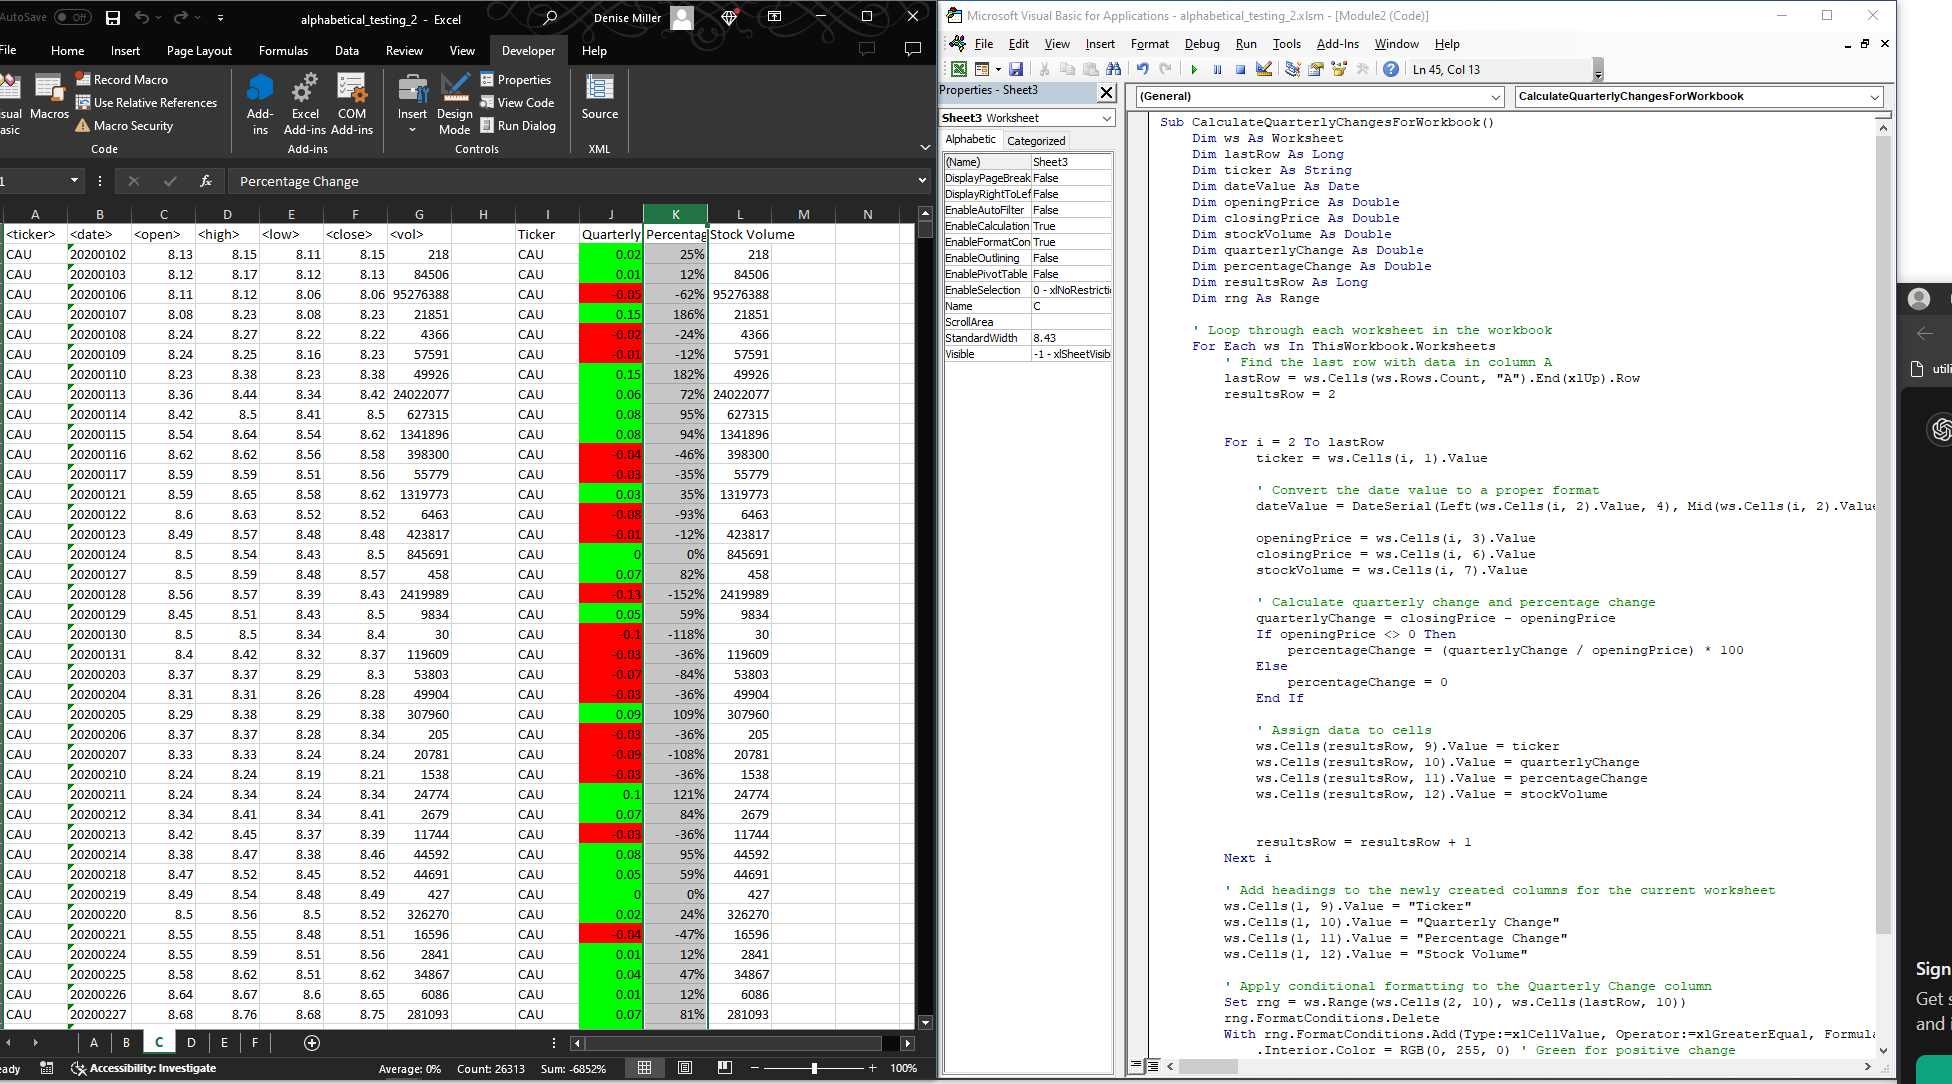 AutoSave Off alphabetical_testing_2 - Excel Denise Miller
File Home Insert Page Layout Formulas Data Review View Developer Help
Macros
Record Macro
Use Relative References
Macro Security
Code
Add-ins
Excel Add-ins
COM Add-ins
Add-ins
Insert
Design Mode
Properties
View Code
Run Dialog
Controls
Source
XML
fx Percentage Change
A B C D E F G H I J K L M N
<ticker> <date> <open> <high> <low> <close> <vol> Ticker Quarterly Percentag Stock Volume
CAU 20200102 8.13 8.15 8.11 8.15 218 CAU 0.02 25% 218
CAU 20200103 8.12 8.17 8.12 8.13 84506 CAU 0.01 12% 84506
CAU 20200106 8.11 8.12 8.06 8.06 95276388 CAU -0.05 -62% 95276388
CAU 20200107 8.08 8.23 8.08 8.23 21851 CAU 0.15 186% 21851
CAU 20200108 8.24 8.27 8.22 8.22 4366 CAU -0.02 -24% 4366
CAU 20200109 8.24 8.25 8.16 8.23 57591 CAU -0.01 -12% 57591
CAU 20200110 8.23 8.38 8.23 8.38 49926 CAU 0.15 182% 49926
CAU 20200113 8.36 8.44 8.34 8.42 24022077 CAU 0.06 72% 24022077
CAU 20200114 8.42 8.5 8.41 8.5 627315 CAU 0.08 95% 627315
CAU 20200115 8.54 8.64 8.54 8.62 1341896 CAU 0.08 94% 1341896
CAU 20200116 8.62 8.62 8.56 8.58 398300 CAU -0.04 -46% 398300
CAU 20200117 8.59 8.59 8.51 8.56 55779 CAU -0.03 -35% 55779
CAU 20200121 8.59 8.65 8.58 8.62 1319773 CAU 0.03 35% 1319773
CAU 20200122 8.6 8.63 8.52 8.52 6463 CAU -0.08 -93% 6463
CAU 20200123 8.49 8.57 8.48 8.48 423817 CAU -0.01 -12% 423817
CAU 20200124 8.5 8.54 8.43 8.5 845691 CAU 0 0% 845691
CAU 20200127 8.5 8.59 8.48 8.57 458 CAU 0.07 82% 458
CAU 20200128 8.56 8.57 8.39 8.43 2419989 CAU -0.13 -152% 2419989
CAU 20200129 8.45 8.51 8.43 8.5 9834 CAU 0.05 59% 9834
CAU 20200130 8.5 8.5 8.34 8.4 30 CAU -0.1 -118% 30
CAU 20200131 8.4 8.42 8.32 8.37 119609 CAU -0.03 -36% 119609
CAU 20200203 8.37 8.37 8.29 8.3 53803 CAU -0.07 -84% 53803
CAU 20200204 8.31 8.31 8.26 8.28 49904 CAU -0.03 -36% 49904
CAU 20200205 8.29 8.38 8.29 8.38 307960 CAU 0.09 109% 307960
CAU 20200206 8.37 8.37 8.28 8.34 205 CAU -0.03 -36% 205
CAU 20200207 8.33 8.33 8.24 8.24 20781 CAU -0.09 -108% 20781
CAU 20200210 8.24 8.24 8.19 8.21 1538 CAU -0.03 -36% 1538
CAU 20200211 8.24 8.34 8.24 8.34 24774 CAU 0.1 121% 24774
CAU 20200212 8.34 8.41 8.34 8.41 2679 CAU 0.07 84% 2679
CAU 20200213 8.42 8.45 8.37 8.39 11744 CAU -0.03 -36% 11744
CAU 20200214 8.38 8.47 8.38 8.46 44592 CAU 0.08 95% 44592
CAU 20200218 8.47 8.52 8.45 8.52 44691 CAU 0.05 59% 44691
CAU 20200219 8.49 8.54 8.48 8.49 427 CAU 0 0% 427
CAU 20200220 8.5 8.56 8.5 8.52 326270 CAU 0.02 24% 326270
CAU 20200221 8.55 8.55 8.48 8.51 16596 CAU -0.04 -47% 16596
CAU 20200224 8.55 8.59 8.51 8.56 2841 CAU 0.01 12% 2841
CAU 20200225 8.58 8.62 8.51 8.62 34867 CAU 0.04 47% 34867
CAU 20200226 8.64 8.67 8.6 8.65 6086 CAU 0.01 12% 6086
CAU 20200227 8.68 8.76 8.68 8.75 281093 CAU 0.07 81% 281093
A B C D E F
Accessibility: Investigate Average: 0% Count: 26313 Sum: -6852% 100%
Microsoft Visual Basic for Applications - alphabetical_testing_2.xlsm - [Module2 (Code)]
File Edit View Insert Format Debug Run Tools Add-Ins Window Help
Ln 45, Col 13
Properties - Sheet3
Sheet3 Worksheet
Alphabetic Categorized
(Name) Sheet3
DisplayPageBreak False
DisplayRightToLef False
EnableAutoFilter False
EnableCalculation True
EnableFormatCon True
EnableOutlining False
EnablePivotTable False
EnableSelection 0 - xlNoRestricti
Name C
ScrollArea
StandardWidth 8.43
Visible -1 - xlSheetVisibl
(General) CalculateQuarterlyChangesForWorkbook
Sub CalculateQuarterlyChangesForWorkbook()
Dim ws As Worksheet
Dim lastRow As Long
Dim ticker As String
Dim dateValue As Date
Dim openingPrice As Double
Dim closingPrice As Double
Dim stockVolume As Double
Dim quarterlyChange As Double
Dim percentageChange As Double
Dim resultsRow As Long
Dim rng As Range
' Loop through each worksheet in the workbook
For Each ws In ThisWorkbook.Worksheets
' Find the last row with data in column A
lastRow = ws.Cells(ws.Rows.Count, "A").End(xlUp).Row
resultsRow = 2
For i = 2 To lastRow
ticker = ws.Cells(i, 1).Value
' Convert the date value to a proper format
dateValue = DateSerial(Left(ws.Cells(i, 2).Value, 4), Mid(ws.Cells(i, 2).Value
openingPrice = ws.Cells(i, 3).Value
closingPrice = ws.Cells(i, 6).Value
stockVolume = ws.Cells(i, 7).Value
' Calculate quarterly change and percentage change
quarterlyChange = closingPrice - openingPrice
If openingPrice <> 0 Then
percentageChange = (quarterlyChange / openingPrice) * 100
Else
percentageChange = 0
End If
' Assign data to cells
ws.Cells(resultsRow, 9).Value = ticker
ws.Cells(resultsRow, 10).Value = quarterlyChange
ws.Cells(resultsRow, 11).Value = percentageChange
ws.Cells(resultsRow, 12).Value = stockVolume
resultsRow = resultsRow + 1
Next i
' Add headings to the newly created columns for the current worksheet
ws.Cells(1, 9).Value = "Ticker"
ws.Cells(1, 10).Value = "Quarterly Change"
ws.Cells(1, 11).Value = "Percentage Change"
ws.Cells(1, 12).Value = "Stock Volume"
' Apply conditional formatting to the Quarterly Change column
Set rng = ws.Range(ws.Cells(2, 10), ws.Cells(lastRow, 10))
rng.FormatConditions.Delete
With rng.FormatConditions.Add(Type:=xlCellValue, Operator:=xlGreaterEqual, Formula
.Interior.Color = RGB(0, 255, 0) ' Green for positive change
utili
Sign
Get s
and i